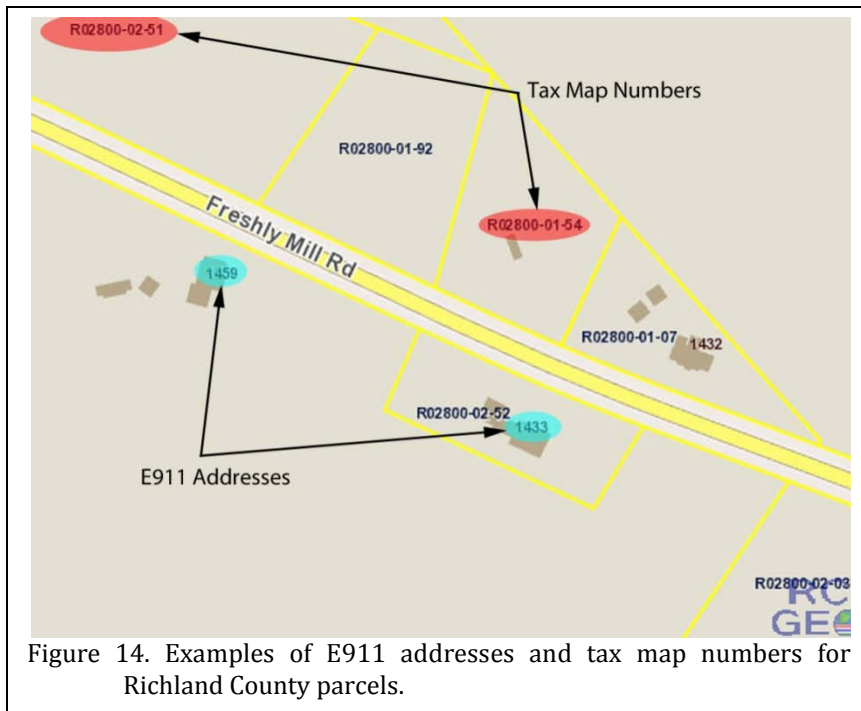 R02800-02-51
Tax Map Numbers
R02800-01-92
R02800-01-54
Freshly Mill Rd
1459
R02800-01-07
1432
R02800-02-52
1433
E911 Addresses
R02800-02-03
RC
GEO
Figure 14. Examples of E911 addresses and tax map numbers for
Richland County parcels.